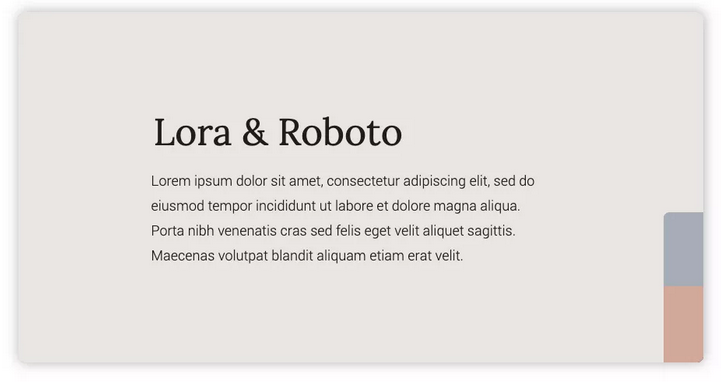 Lora & Roboto
Lorem ipsum dolor sit amet, consectetur adipiscing elit, sed do
eiusmod tempor incididunt ut labore et dolore magna aliqua.
Porta nibh venenatis cras sed felis eget velit aliquet sagittis.
Maecenas volutpat blandit aliquam etiam erat velit.